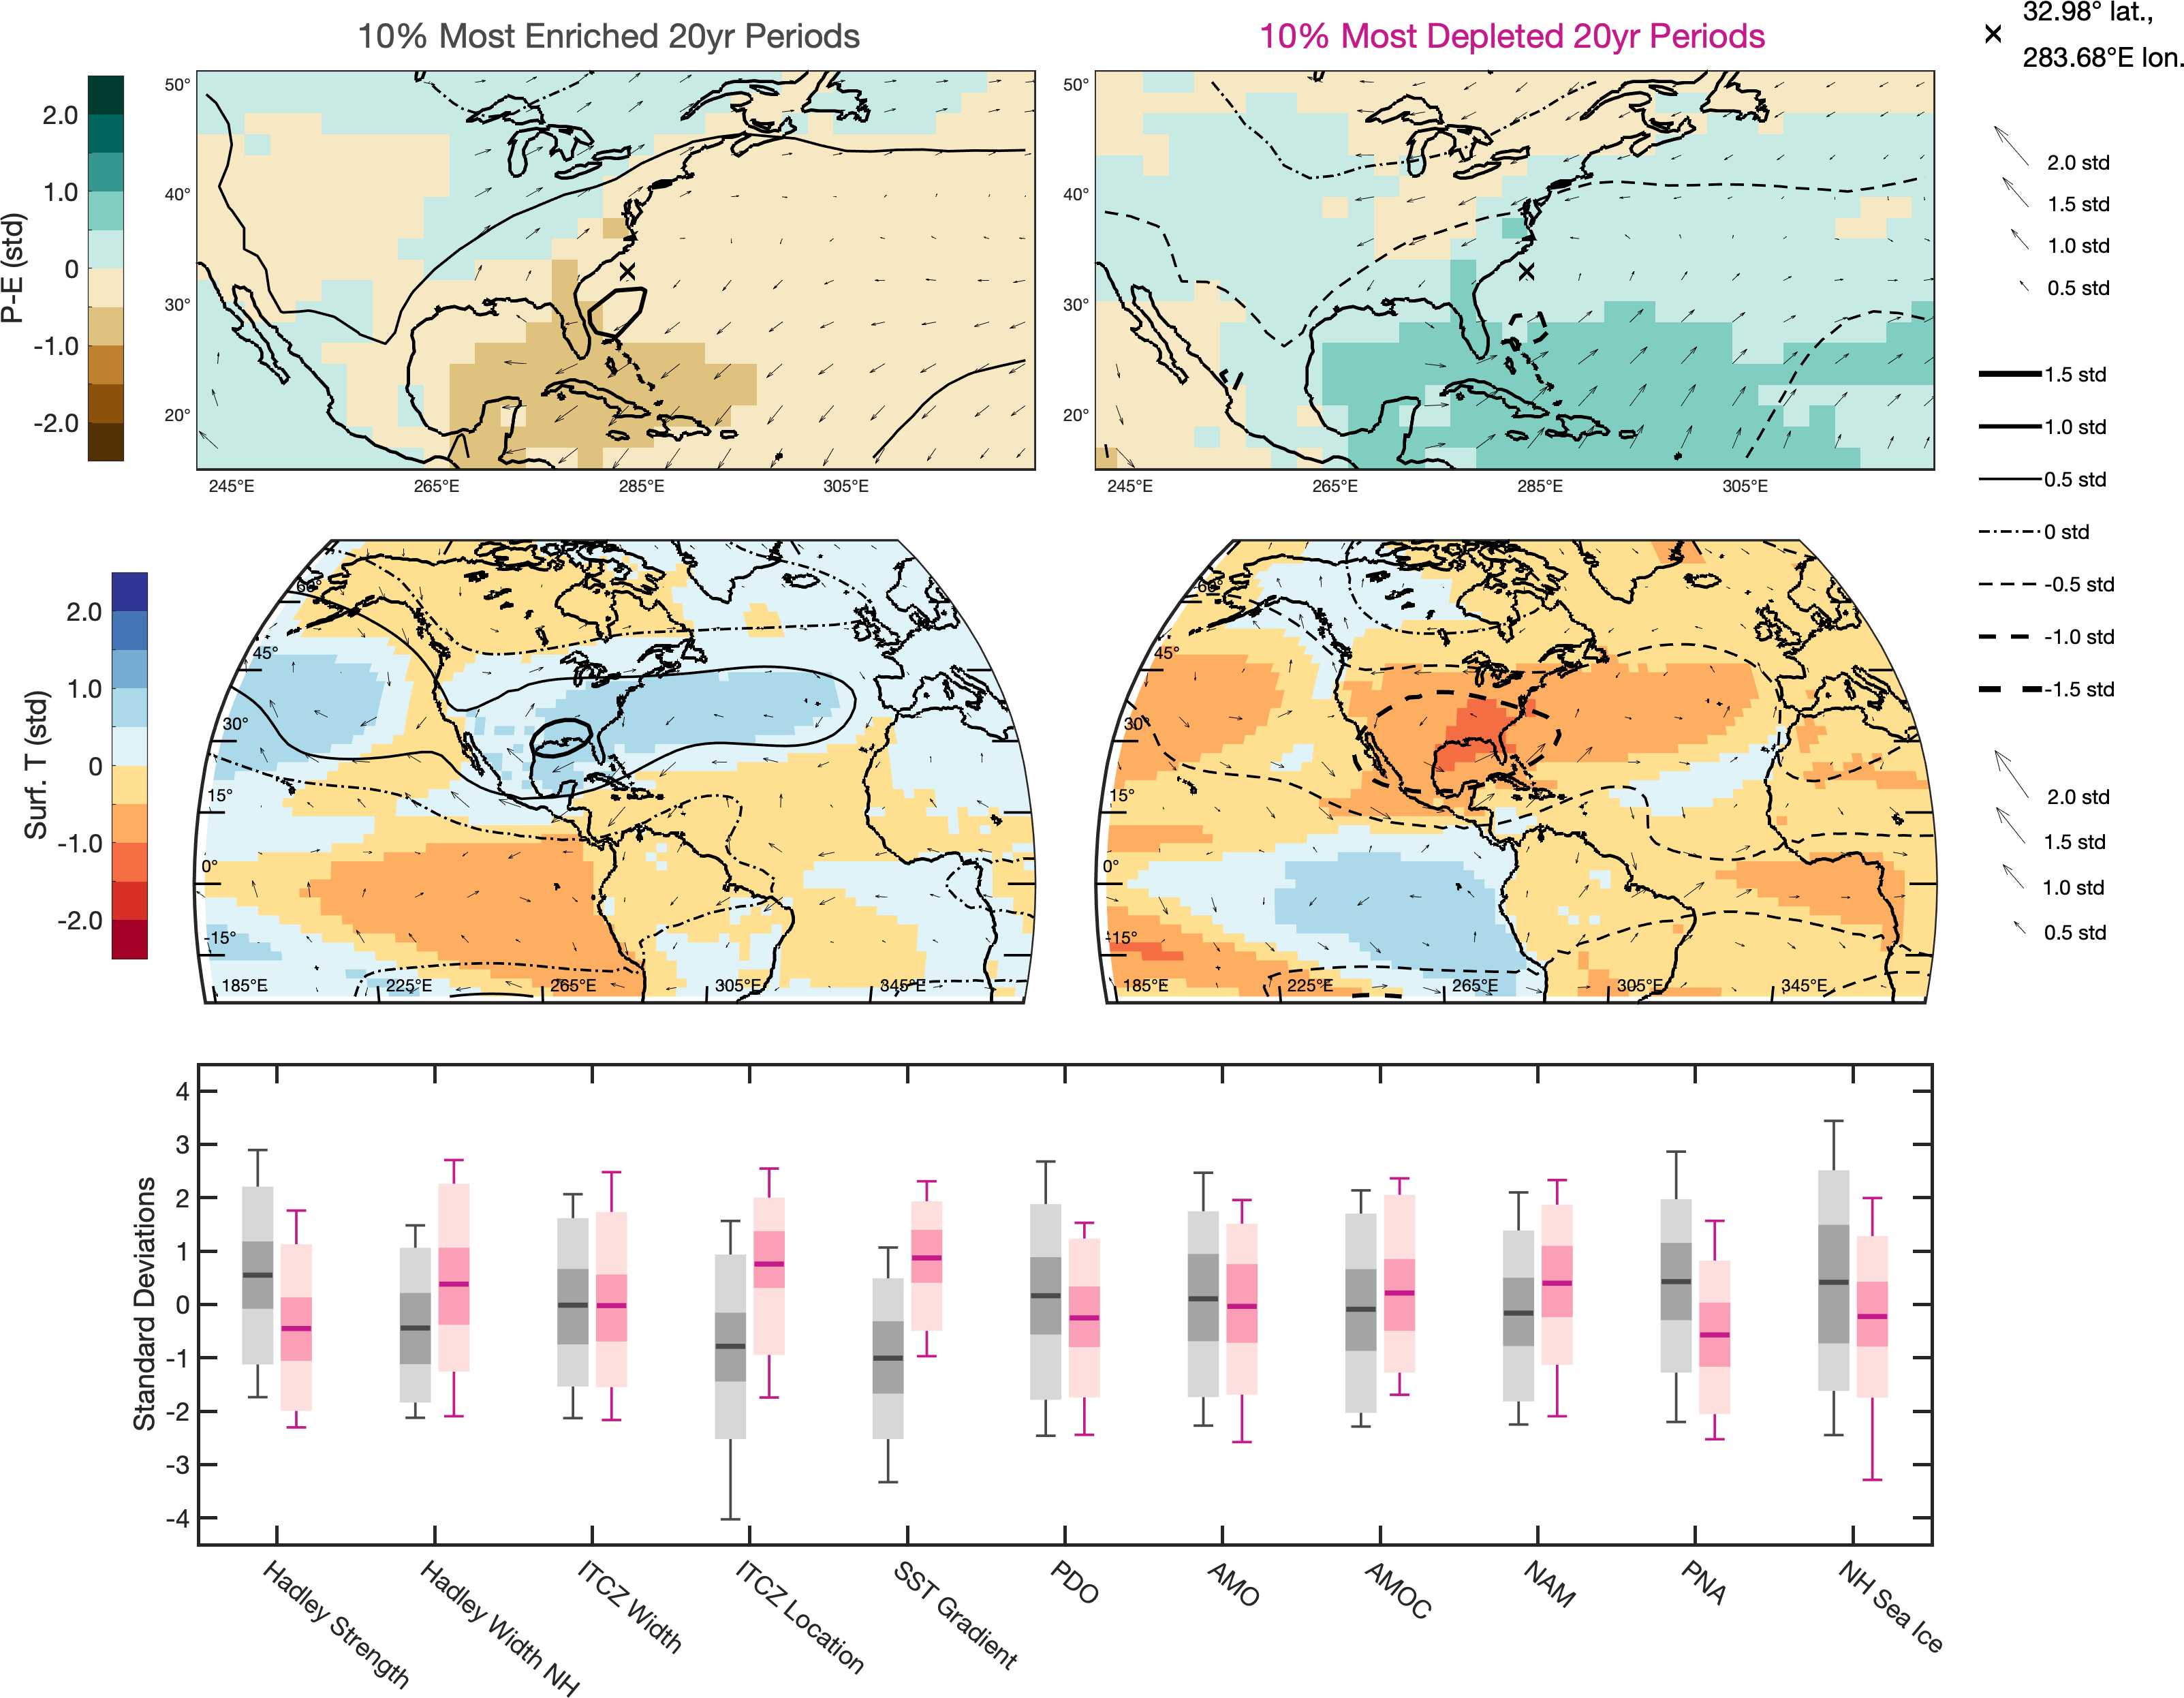 10% Most Enriched 20yr Periods
10% Most Depleted 20yr Periods
32.98° lat.,
283.68°E lon.
P-E (std)
2.0
1.0
0
-1.0
-2.0
50°
40°
30°
20°
245°E 265°E 285°E 305°E
50°
40°
30°
20°
245°E 265°E 285°E 305°E
2.0 std
1.5 std
1.0 std
0.5 std
1.5 std
1.0 std
0.5 std
0 std
-0.5 std
-1.0 std
-1.5 std
2.0 std
1.5 std
1.0 std
0.5 std
Surf. T (std)
2.0
1.0
0
-1.0
-2.0
60°
45°
30°
15°
0°
-15°
185°E 225°E 265°E 305°E 345°E
60°
45°
30°
15°
0°
-15°
185°E 225°E 265°E 305°E 345°E
Standard Deviations
4
3
2
1
0
-1
-2
-3
-4
Hadley Strength
Hadley Width NH
ITCZ Width
ITCZ Location
SST Gradient
PDO
AMO
AMOC
NAM
PNA
NH Sea Ice